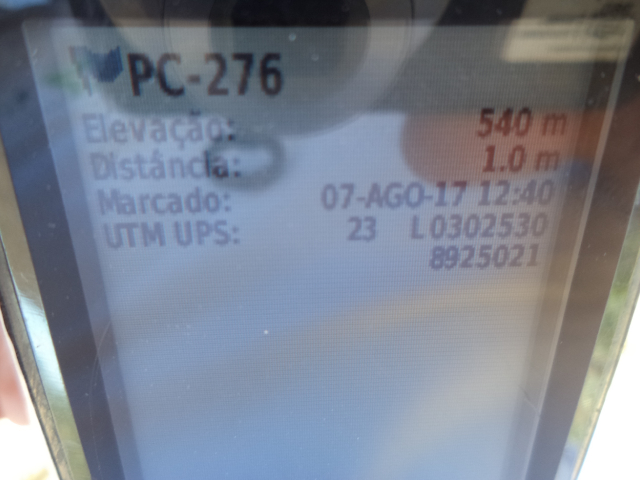 PC-276
Elevação: 540 m
Distância: 1.0 m
Marcado: 07-AGO-17 12:40
UTM UPS: 23 L 0302530
8925021